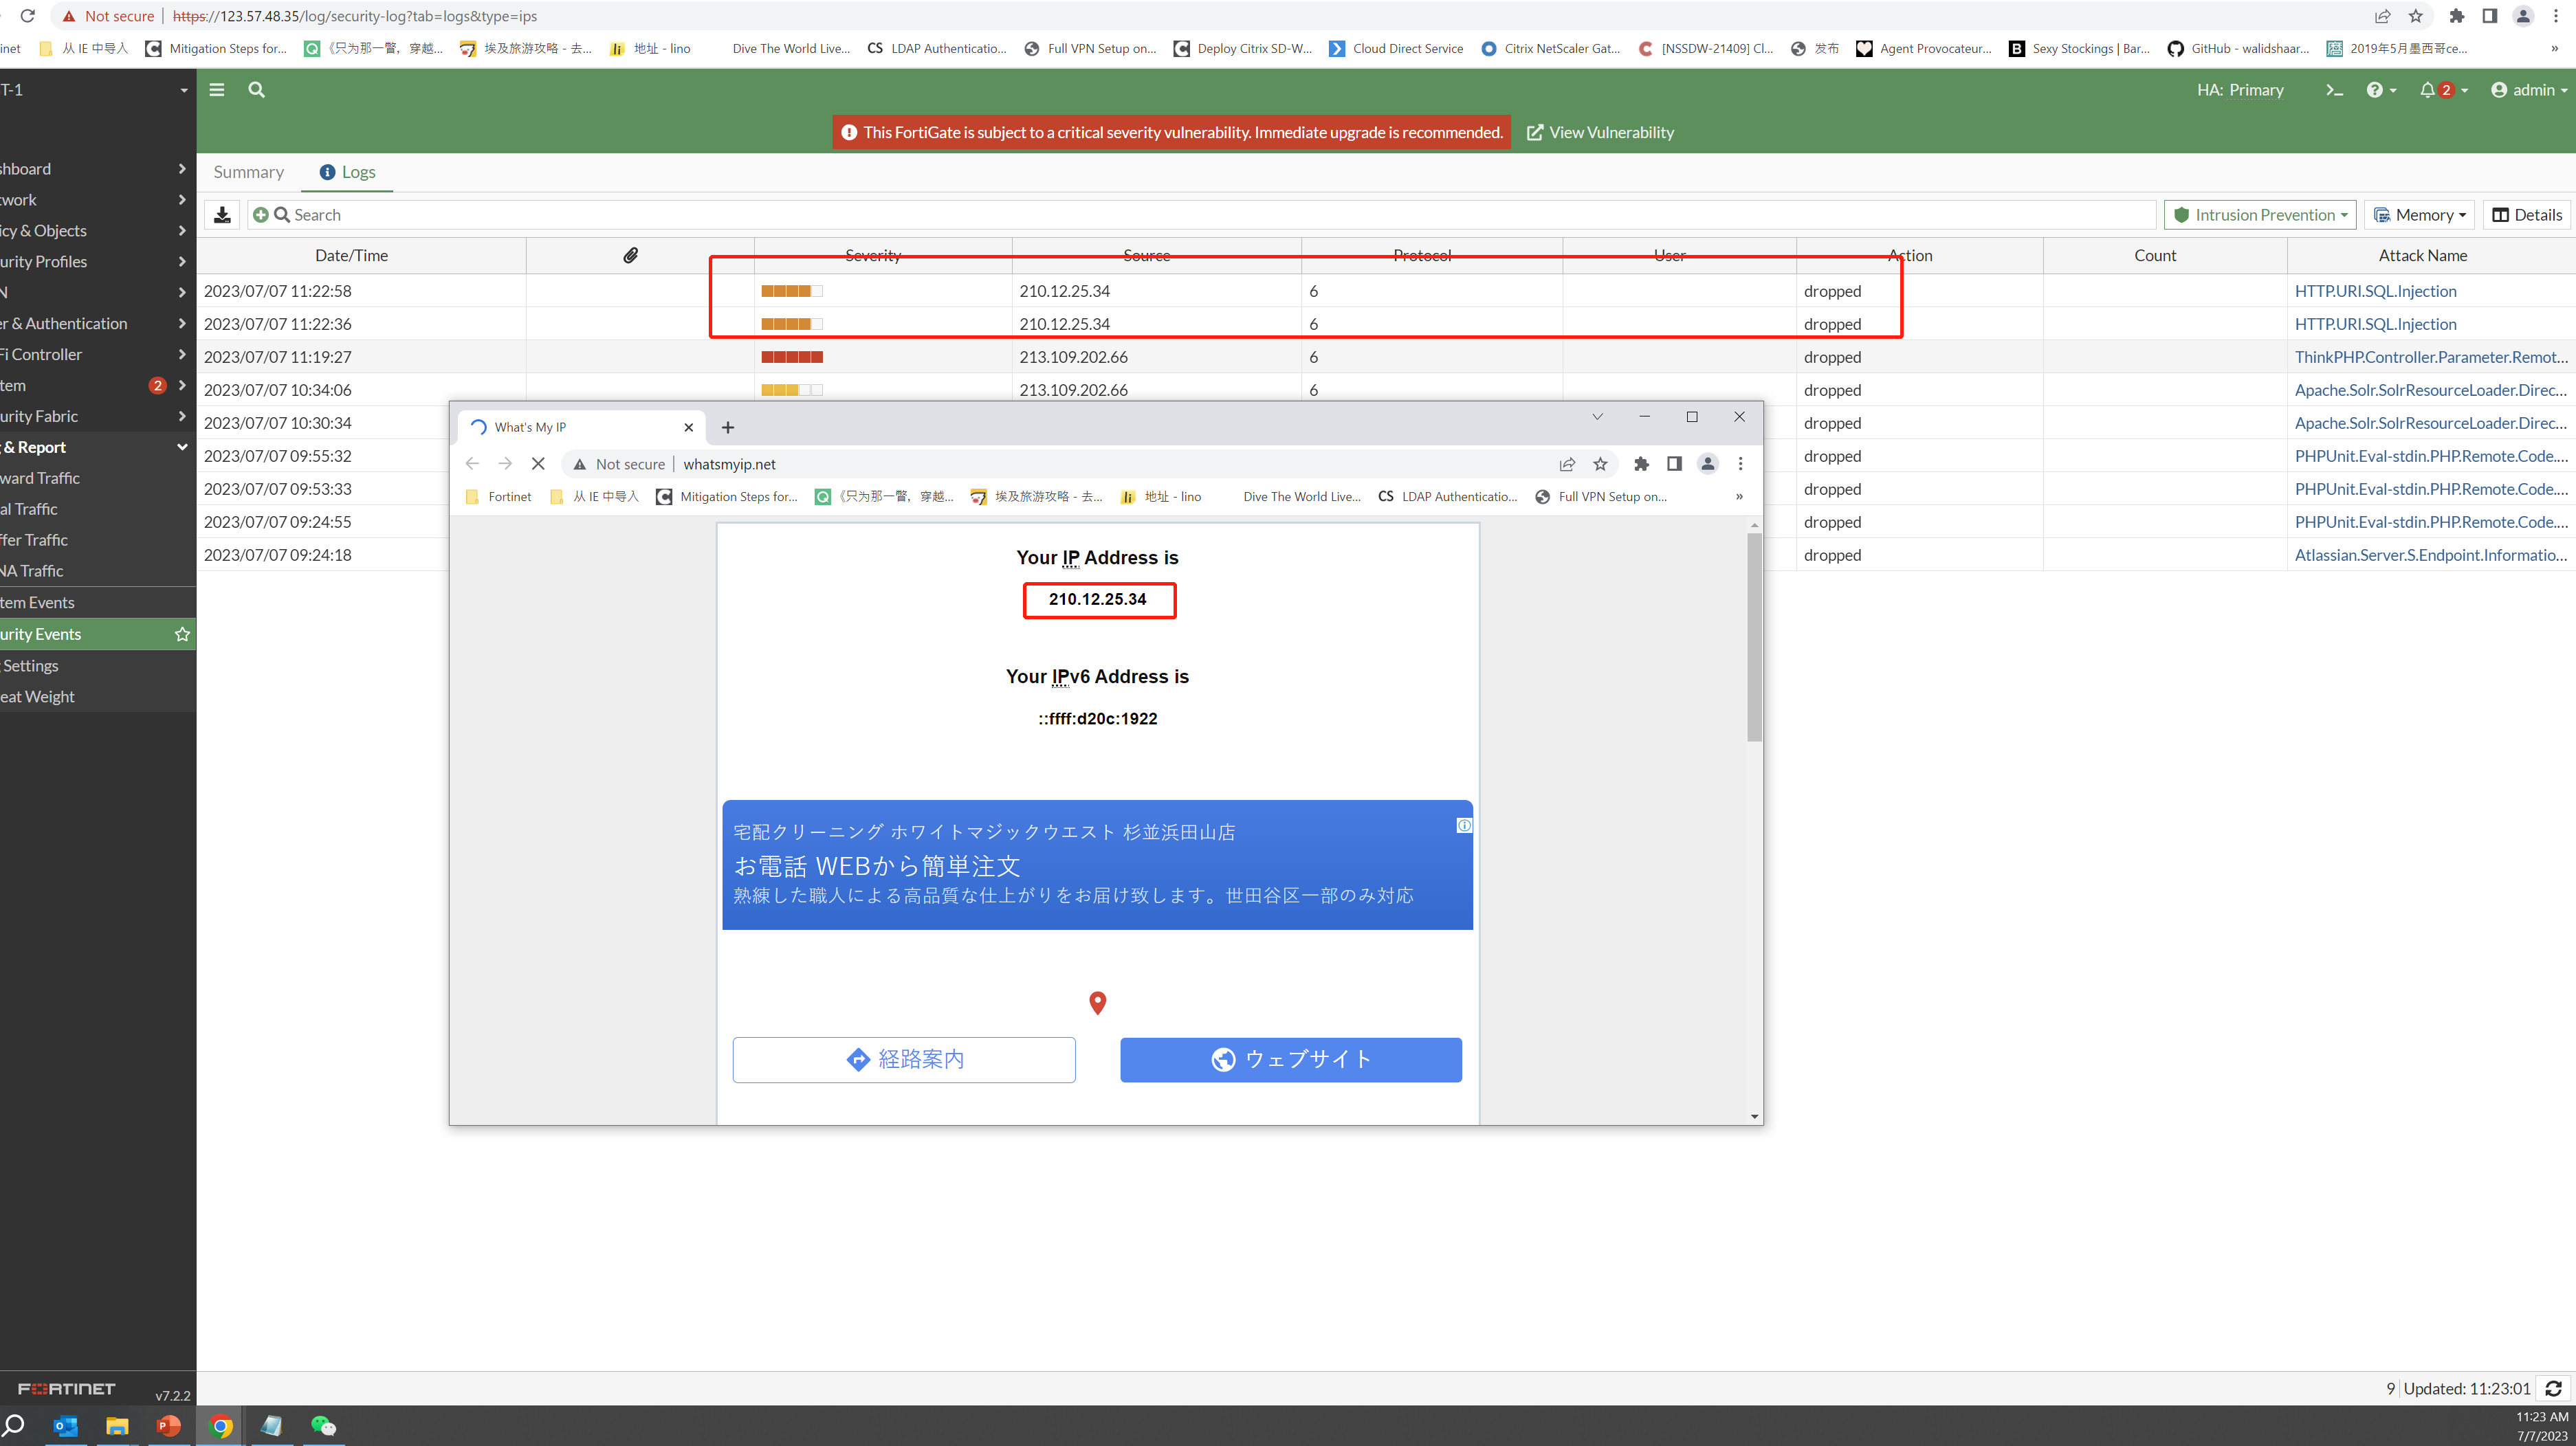 Not secure | https://123.57.48.35/log/security-log?tab=logs&type=ips
inet 从 IE 中导入 Mitigation Steps for... 《只为那一瞥，穿越... 埃及旅游攻略 - 去... 地址 - lino Dive The World Live... CS LDAP Authenticatio... Full VPN Setup on... Deploy Citrix SD-W... Cloud Direct Service Citrix NetScaler Gat... [NSSDW-21409] Cl... 发布 Agent Provocateur... Sexy Stockings | Bar... GitHub - walidshaar... 2019年5月墨西哥ce... »
T-1 HA: Primary 2 admin
This FortiGate is subject to a critical severity vulnerability. Immediate upgrade is recommended. View Vulnerability
Summary Logs
Search Intrusion Prevention Memory Details
Date/Time Severity Source Protocol User Action Count Attack Name
2023/07/07 11:22:58 210.12.25.34 6 dropped HTTP.URI.SQL.Injection
2023/07/07 11:22:36 210.12.25.34 6 dropped HTTP.URI.SQL.Injection
2023/07/07 11:19:27 213.109.202.66 6 dropped ThinkPHP.Controller.Parameter.Remot...
2023/07/07 10:34:06 213.109.202.66 6 dropped Apache.Solr.SolrResourceLoader.Direc...
2023/07/07 10:30:34 dropped Apache.Solr.SolrResourceLoader.Direc...
2023/07/07 09:55:32 dropped PHPUnit.Eval-stdin.PHP.Remote.Code....
2023/07/07 09:53:33 dropped PHPUnit.Eval-stdin.PHP.Remote.Code....
2023/07/07 09:24:55 dropped PHPUnit.Eval-stdin.PHP.Remote.Code....
2023/07/07 09:24:18 dropped Atlassian.Server.S.Endpoint.Informatio...
shboard
twork
icy & Objects
urity Profiles
N
er & Authentication
Fi Controller
tem 2
urity Fabric
g & Report
ward Traffic
al Traffic
ffer Traffic
NA Traffic
tem Events
urity Events
g Settings
eat Weight
What's My IP
Not secure | whatsmyip.net
Fortinet 从 IE 中导入 Mitigation Steps for... 《只为那一瞥，穿越... 埃及旅游攻略 - 去... 地址 - lino Dive The World Live... CS LDAP Authenticatio... Full VPN Setup on... »
Your IP Address is
210.12.25.34
Your IPv6 Address is
::ffff:d20c:1922
宅配クリーニング ホワイトマジックウエスト 杉並浜田山店
お電話 WEBから簡単注文
熟練した職人による高品質な仕上がりをお届け致します。世田谷区一部のみ対応
経路案内 ウェブサイト
FORTINET v7.2.2
9 Updated: 11:23:01
11:23 AM
7/7/2023